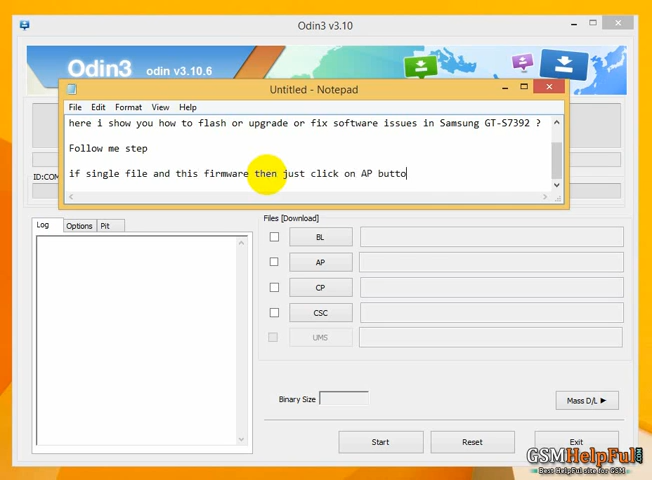 Odin3 v3.10
Odin3
odin v3.10.6
Untitled - Notepad
File Edit Format View Help
here i show you how to flash or upgrade or fix software issues in Samsung GT-S7392 ?
Follow me step
if single file and this firmware then just click on AP butto
ID:COM
Log Options Pit
Files [Download]
BL
AP
CP
CSC
UMS
Binary Size
Mass D/L ▶
Start Reset Exit
GSMHelpFul.COM
Best HelpFul site for GSM